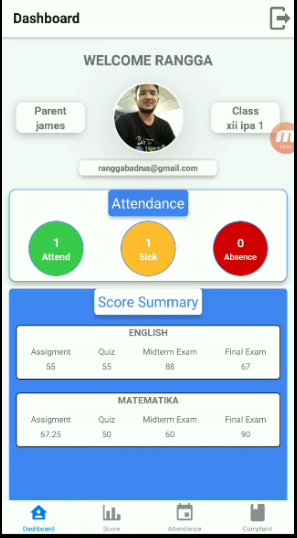 Dashboard
WELCOME RANGGA
Parent
james
Class
xii ipa 1
ranggabadrus@gmail.com
Attendance
1
Attend
1
Sick
0
Absence
Score Summary
ENGLISH
Assigment Quiz Midterm Exam Final Exam
55 55 88 67
MATEMATIKA
Assigment Quiz Midterm Exam Final Exam
67.25 50 60 90
Dashboard Score Attendance Complaint